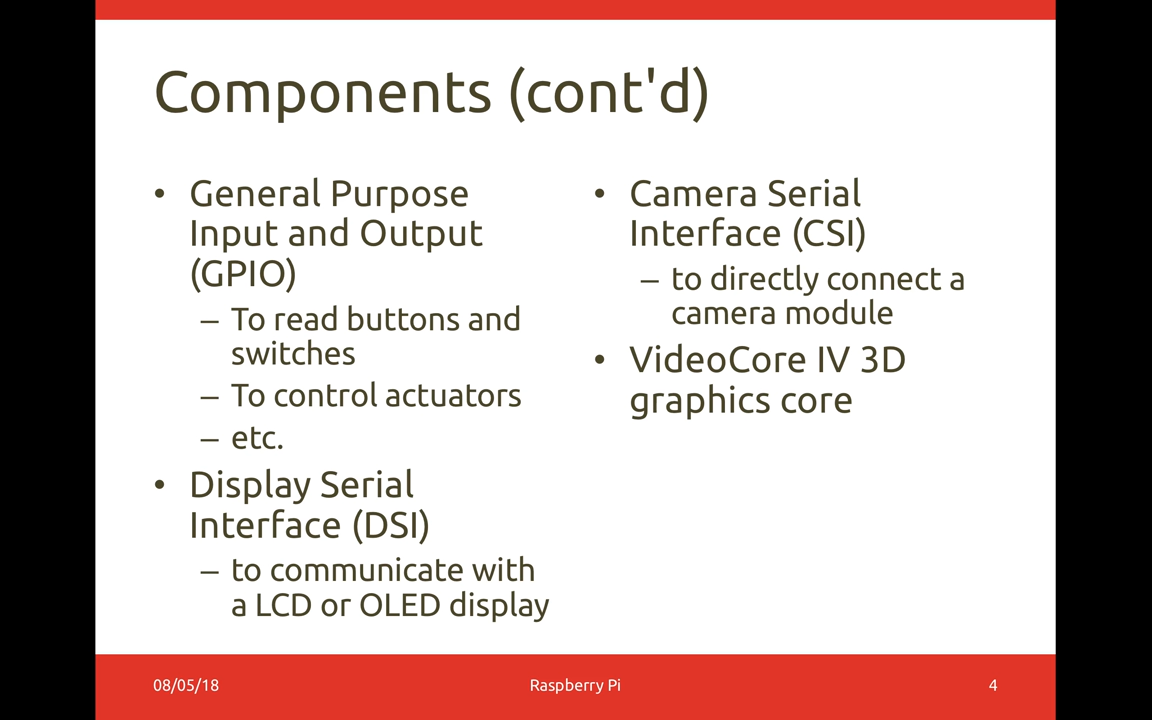 Components (cont'd)
• General Purpose
Input and Output
(GPIO)
– To read buttons and
switches
– To control actuators
– etc.
• Display Serial
Interface (DSI)
– to communicate with
a LCD or OLED display
• Camera Serial
Interface (CSI)
– to directly connect a
camera module
• VideoCore IV 3D
graphics core
08/05/18
Raspberry Pi
4